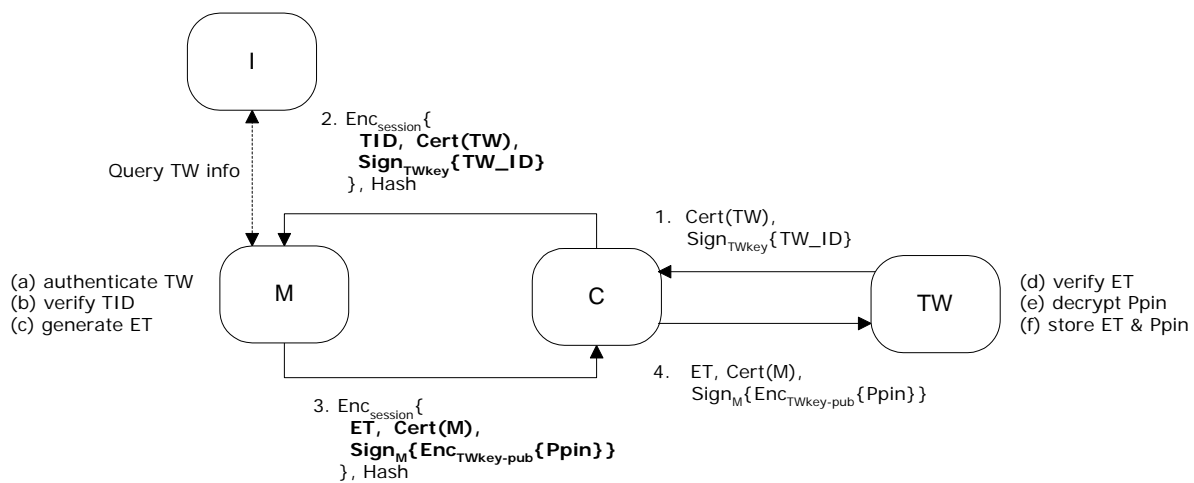 I
2. Enc_session{
TID, Cert(TW),
Sign_TWkey{TW_ID}
}, Hash
Query TW info
1. Cert(TW),
Sign_TWkey{TW_ID}
(a) authenticate TW
(b) verify TID
(c) generate ET
M
C
TW
(d) verify ET
(e) decrypt Ppin
(f) store ET & Ppin
4. ET, Cert(M),
Sign_M{Enc_TWkey-pub{Ppin}}
3. Enc_session{
ET, Cert(M),
Sign_M{Enc_TWkey-pub{Ppin}}
}, Hash